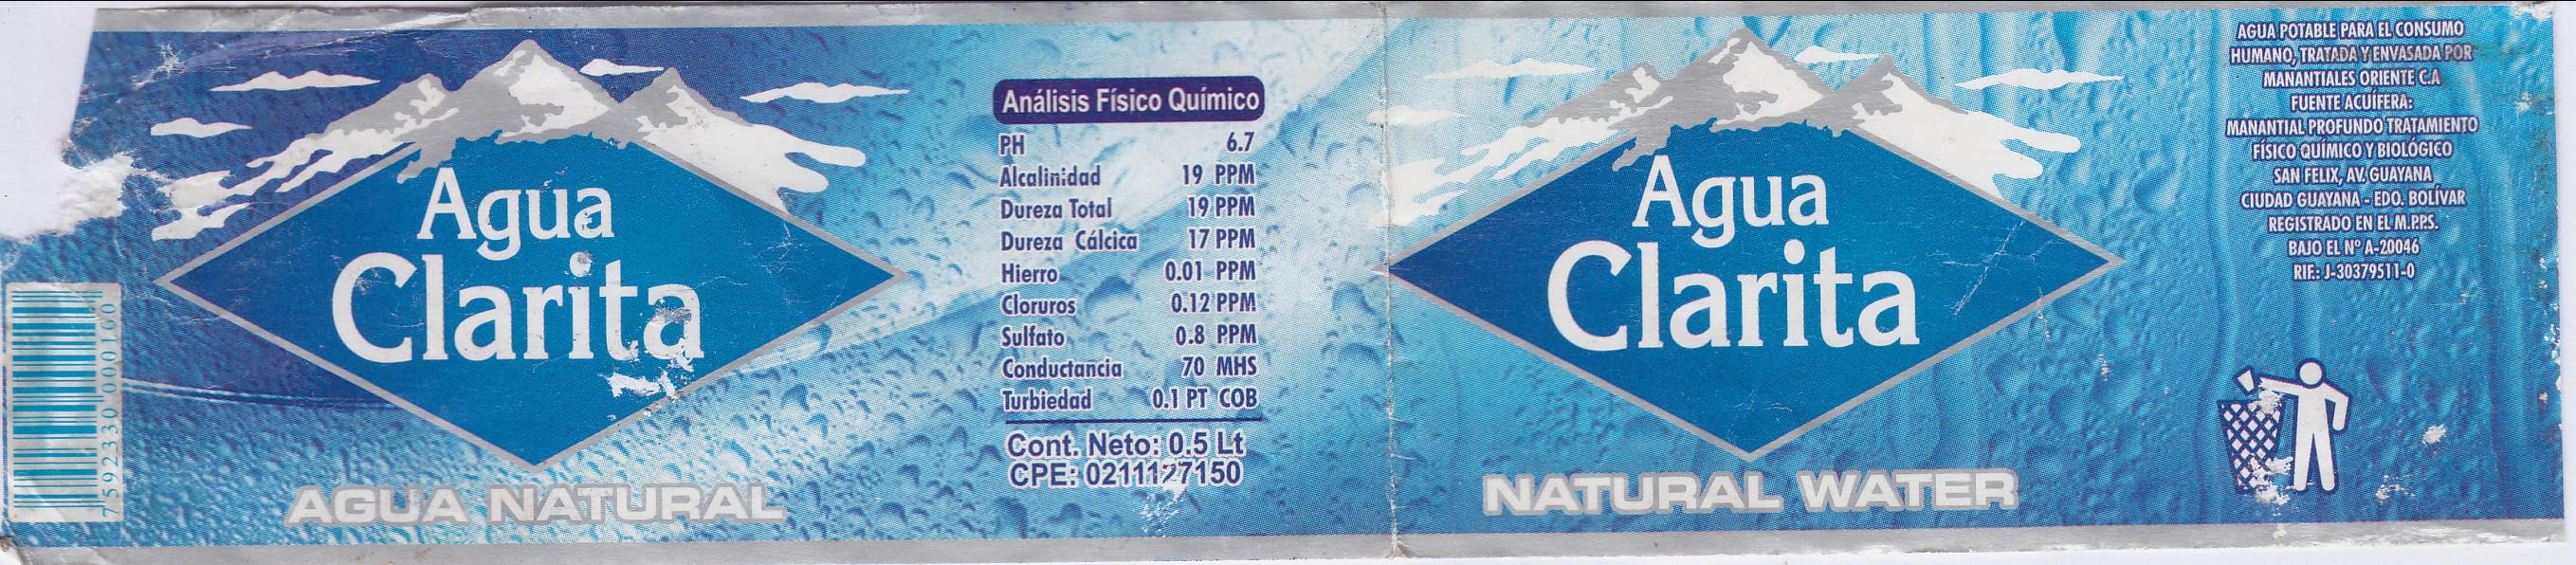 Agua
Clarita
AGUA NATURAL
7592330000100
Análisis Físico Químico
PH 6.7
Alcalinidad 19 PPM
Dureza Total 19 PPM
Dureza Cálcica 17 PPM
Hierro 0.01 PPM
Cloruros 0.12 PPM
Sulfato 0.8 PPM
Conductancia 70 MHS
Turbiedad 0.1 PT COB
Cont. Neto: 0.5 Lt
CPE: 0211127150
Agua
Clarita
NATURAL WATER
AGUA POTABLE PARA EL CONSUMO
HUMANO, TRATADA Y ENVASADA POR
MANANTIALES ORIENTE C.A
FUENTE ACUÍFERA:
MANANTIAL PROFUNDO TRATAMIENTO
FÍSICO QUÍMICO Y BIOLÓGICO
SAN FELIX, AV. GUAYANA
CIUDAD GUAYANA - EDO. BOLÍVAR
REGISTRADO EN EL M.P.P.S.
BAJO EL Nº A-20046
RIF.: J-30379511-0